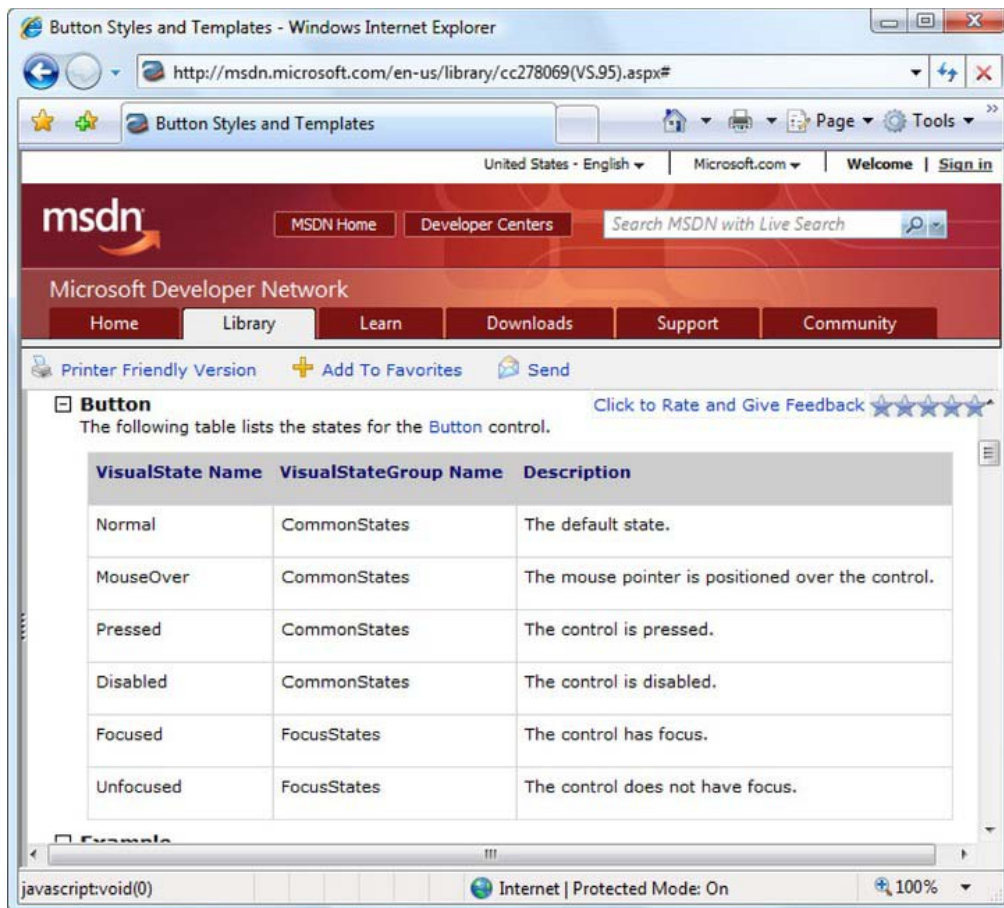 Button Styles and Templates - Windows Internet Explorer
http://msdn.microsoft.com/en-us/library/cc278069(VS.95).aspx#
Button Styles and Templates
Page Tools »
United States - English Microsoft.com Welcome | Sign in
msdn MSDN Home Developer Centers Search MSDN with Live Search
Microsoft Developer Network
Home Library Learn Downloads Support Community
Printer Friendly Version Add To Favorites Send
Button Click to Rate and Give Feedback
The following table lists the states for the Button control.
VisualState Name VisualStateGroup Name Description
Normal CommonStates The default state.
MouseOver CommonStates The mouse pointer is positioned over the control.
Pressed CommonStates The control is pressed.
Disabled CommonStates The control is disabled.
Focused FocusStates The control has focus.
Unfocused FocusStates The control does not have focus.
Example
javascript:void(0) Internet | Protected Mode: On 100%